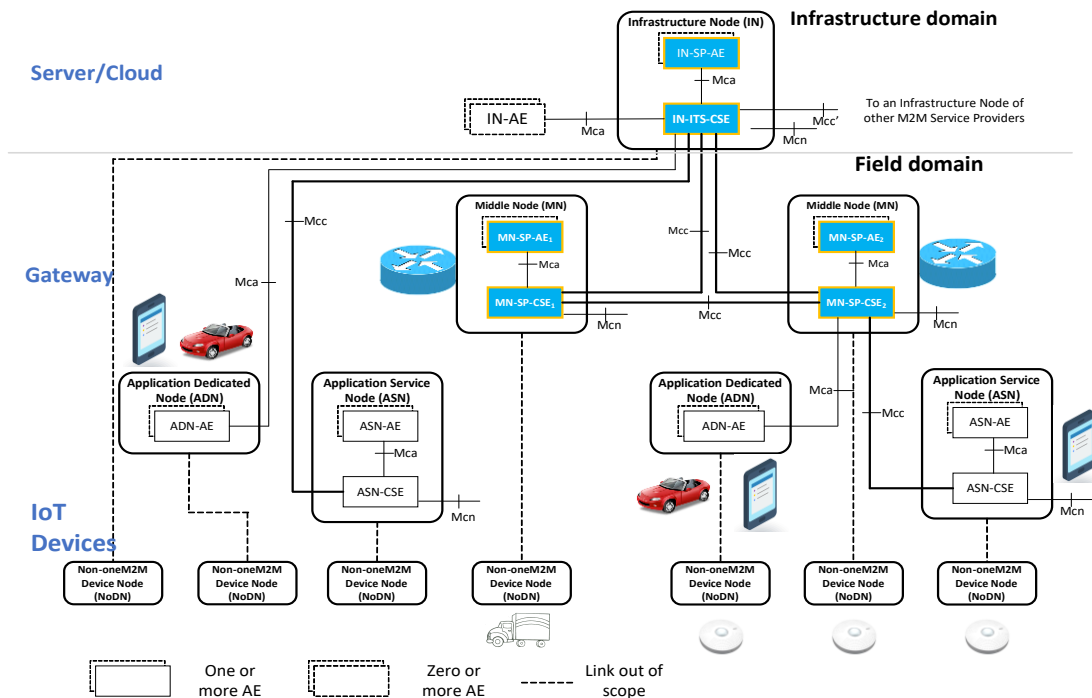 Infrastructure Node (IN)
Infrastructure domain
IN-SP-AE
Server/Cloud
Mca
IN-AE
Mca
IN-ITS-CSE
Mcc'
Mcn
To an Infrastructure Node of
other M2M Service Providers
Field domain
Middle Node (MN)
Middle Node (MN)
MN-SP-AE₁
MN-SP-AE₂
Mcc
Mcc
Mcc
Gateway
Mca
Mca
Mca
MN-SP-CSE₁
MN-SP-CSE₂
Mcc
Mcn
Mcn
Application Dedicated
Node (ADN)
ADN-AE
Application Service
Node (ASN)
ASN-AE
Mca
ASN-CSE
Mcn
Application Dedicated
Node (ADN)
ADN-AE
Mca
Mcc
Application Service
Node (ASN)
ASN-AE
Mca
ASN-CSE
Mcn
IoT
Devices
Non-oneM2M
Device Node
(NoDN)
Non-oneM2M
Device Node
(NoDN)
Non-oneM2M
Device Node
(NoDN)
Non-oneM2M
Device Node
(NoDN)
Non-oneM2M
Device Node
(NoDN)
Non-oneM2M
Device Node
(NoDN)
Non-oneM2M
Device Node
(NoDN)
One or
more AE
Zero or
more AE
Link out of
scope